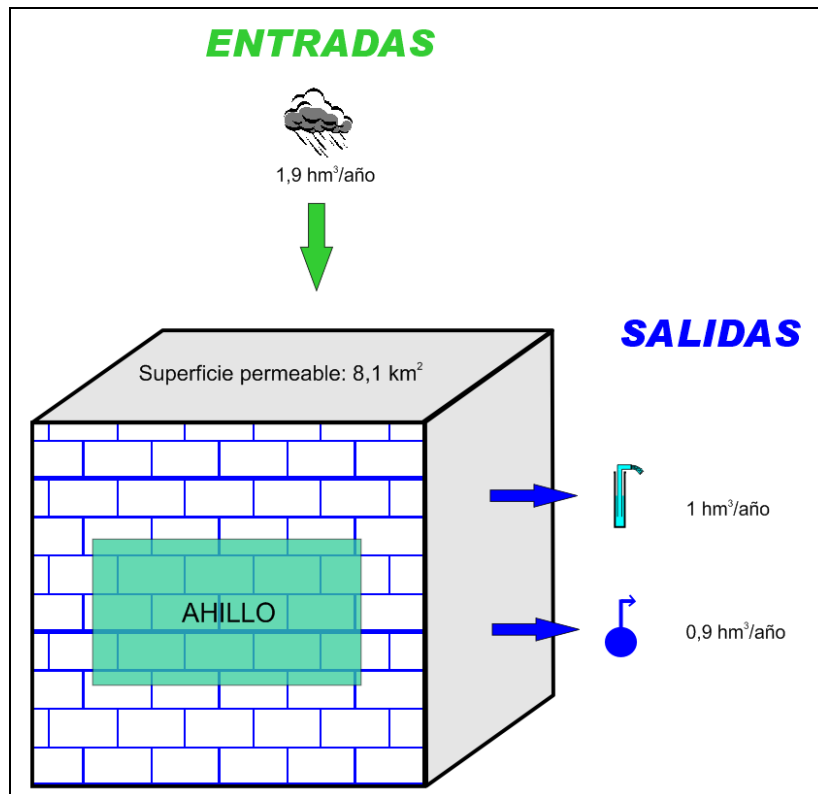 ENTRADAS
1,9 hm³/año
SALIDAS
Superficie permeable: 8,1 km²
1 hm³/año
AHILLO
0,9 hm³/año